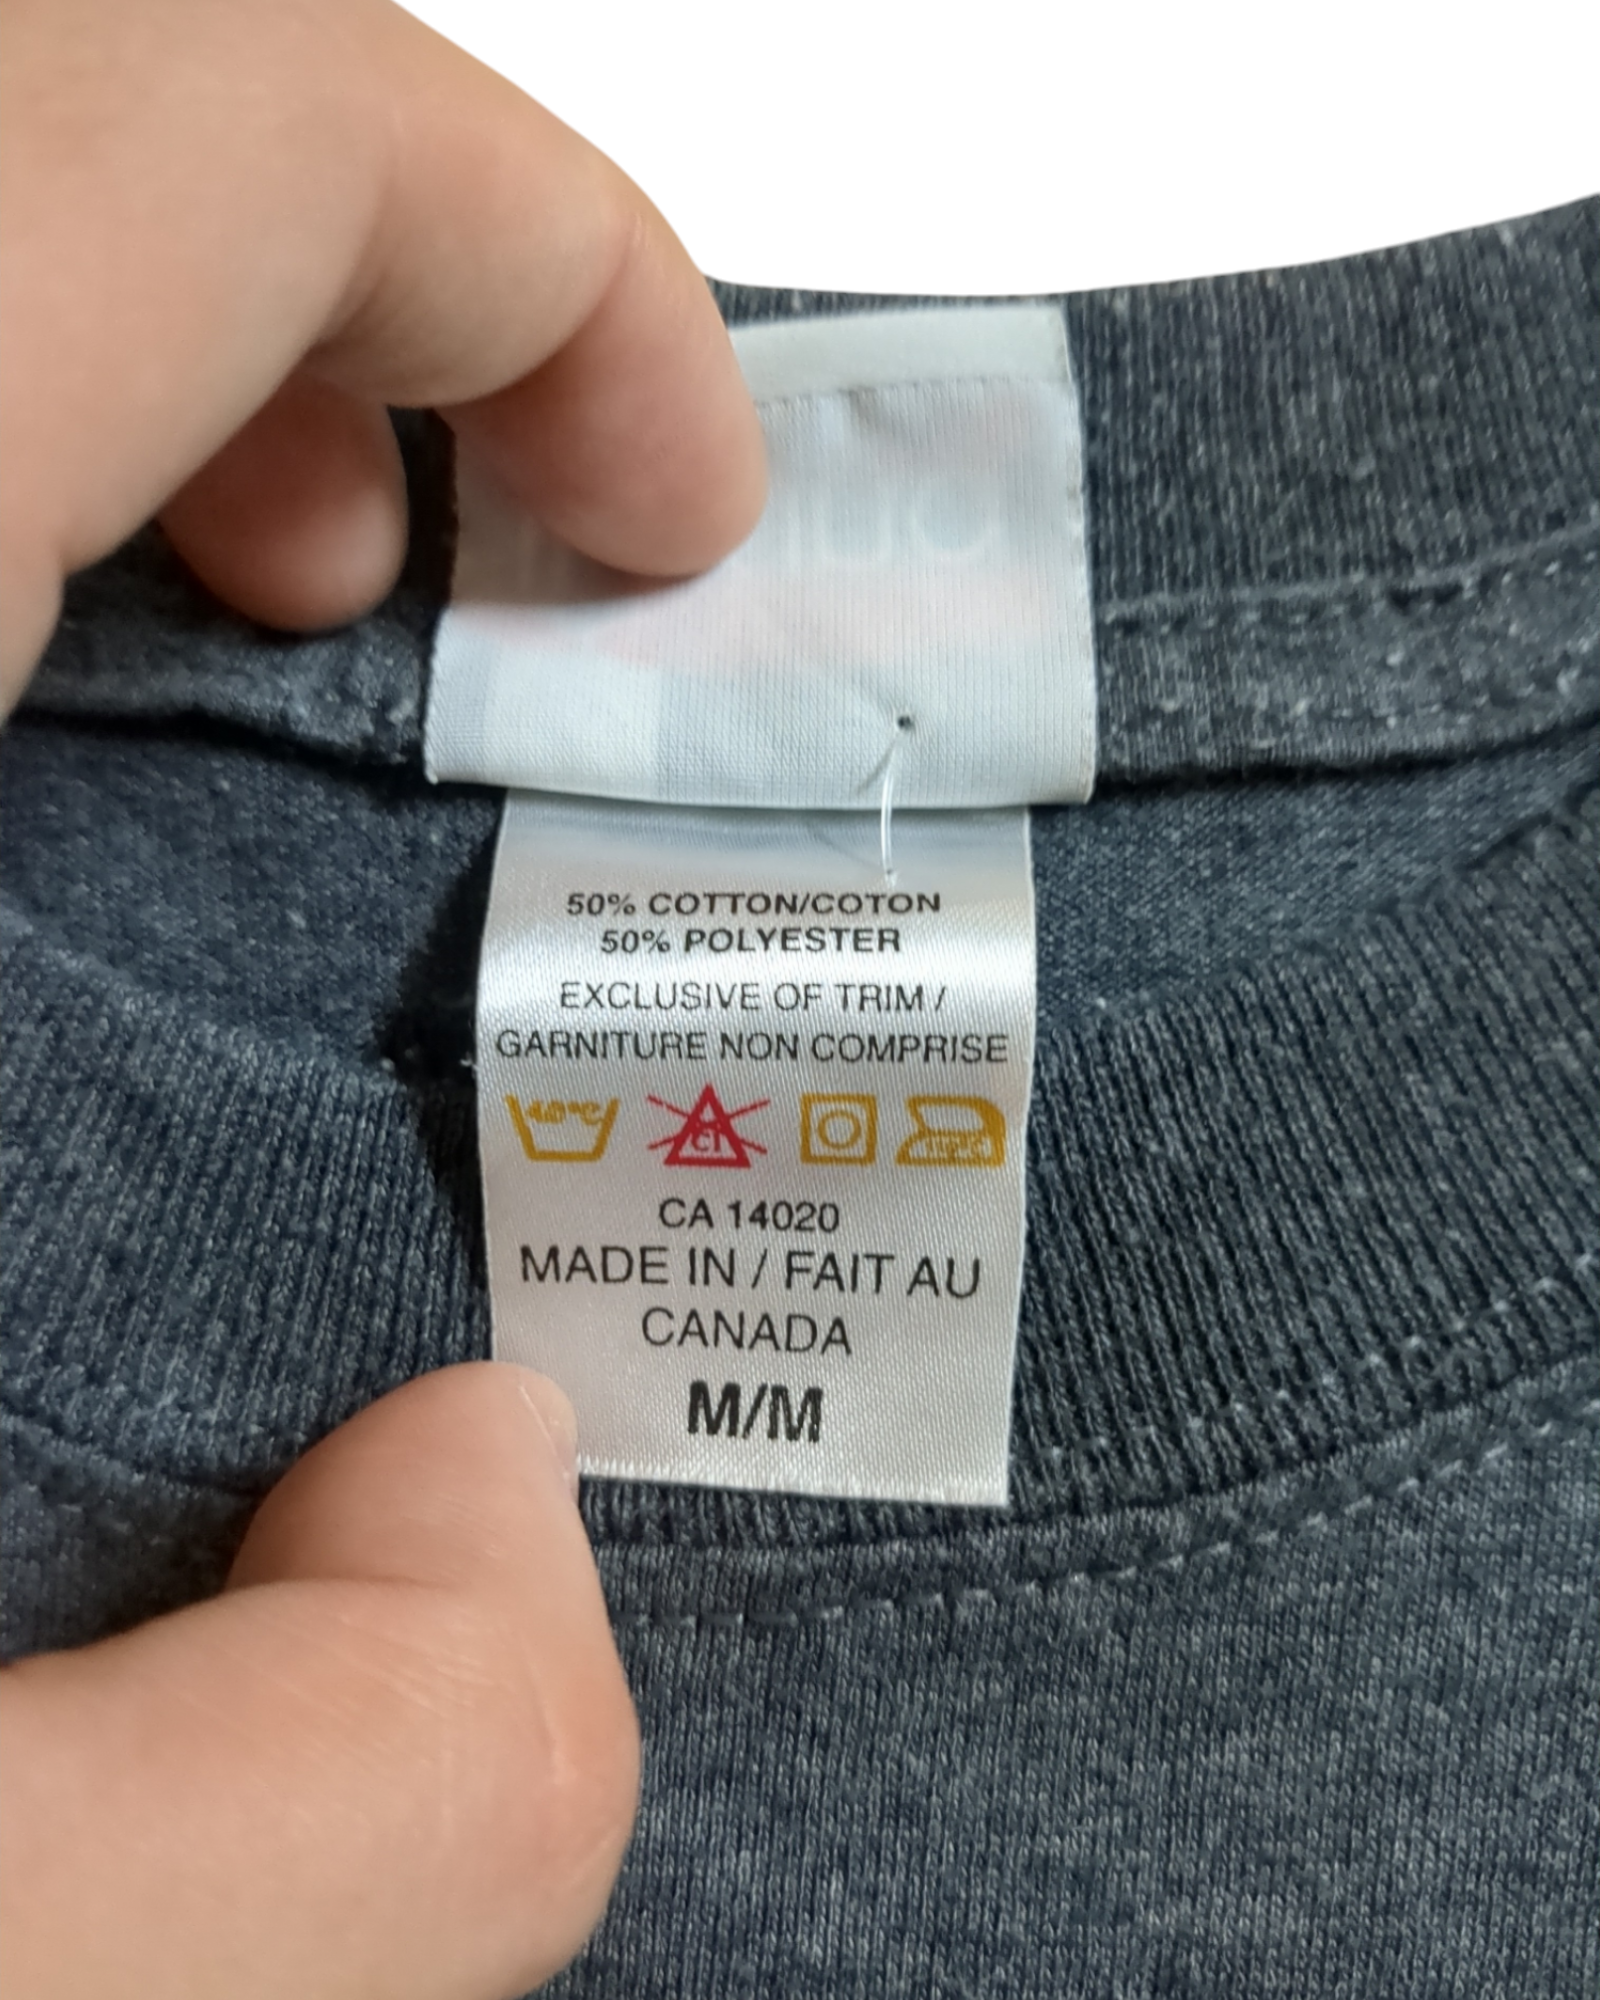 50% COTTON/COTON
50% POLYESTER
EXCLUSIVE OF TRIM /
GARNITURE NON COMPRISE
40°C Cl 110°C
CA 14020
MADE IN / FAIT AU
CANADA
M/M